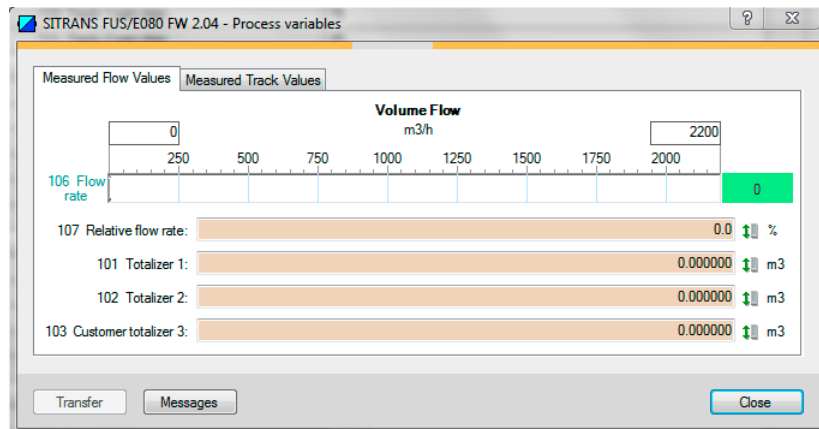 SITRANS FUS/E080 FW 2.04 - Process variables
Measured Flow Values Measured Track Values
Volume Flow
m3/h
0 2200
250 500 750 1000 1250 1500 1750 2000
106 Flow
rate
0
107 Relative flow rate: 0.0 %
101 Totalizer 1: 0.000000 m3
102 Totalizer 2: 0.000000 m3
103 Customer totalizer 3: 0.000000 m3
Transfer Messages Close